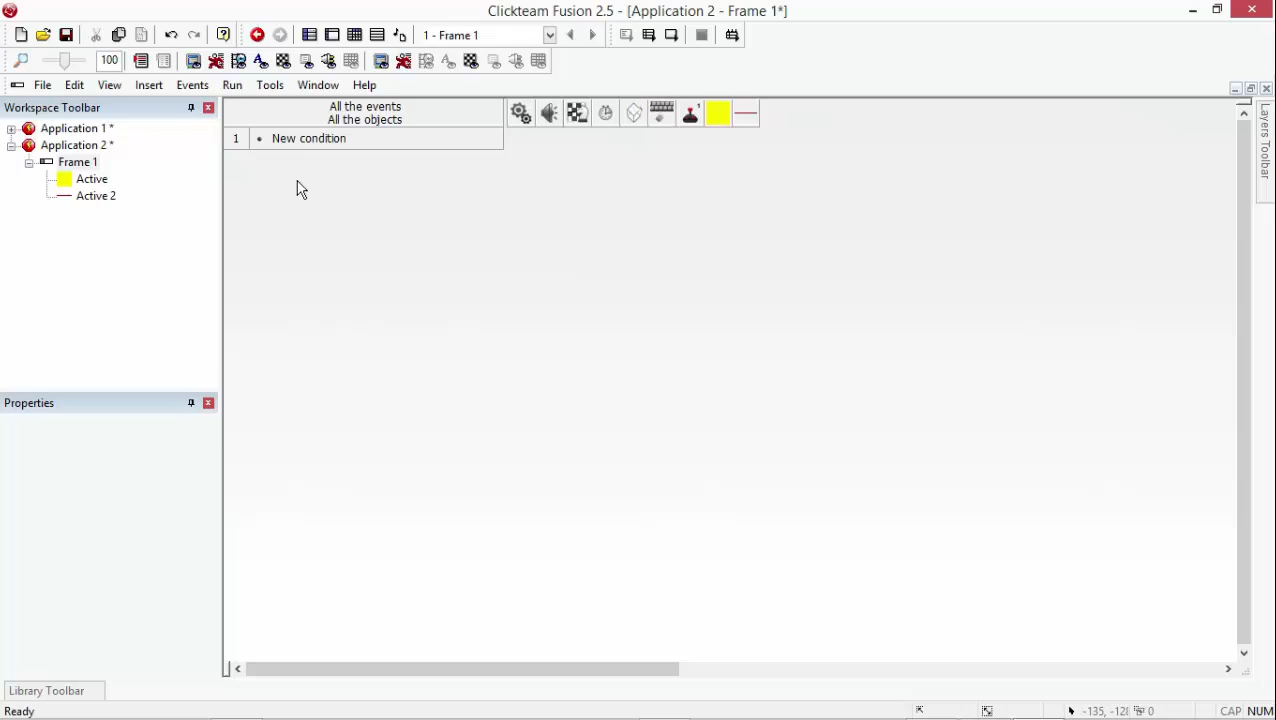 Clickteam Fusion 2.5 - [Application 2 - Frame 1*]
1 - Frame 1
100
File Edit View Insert Events Run Tools Window Help
Workspace Toolbar
Application 1 *
Application 2 *
Frame 1
Active
Active 2
All the events
All the objects
1
1 • New condition
Layers Toolbar
Properties
Library Toolbar
Ready
0
CAP NUM